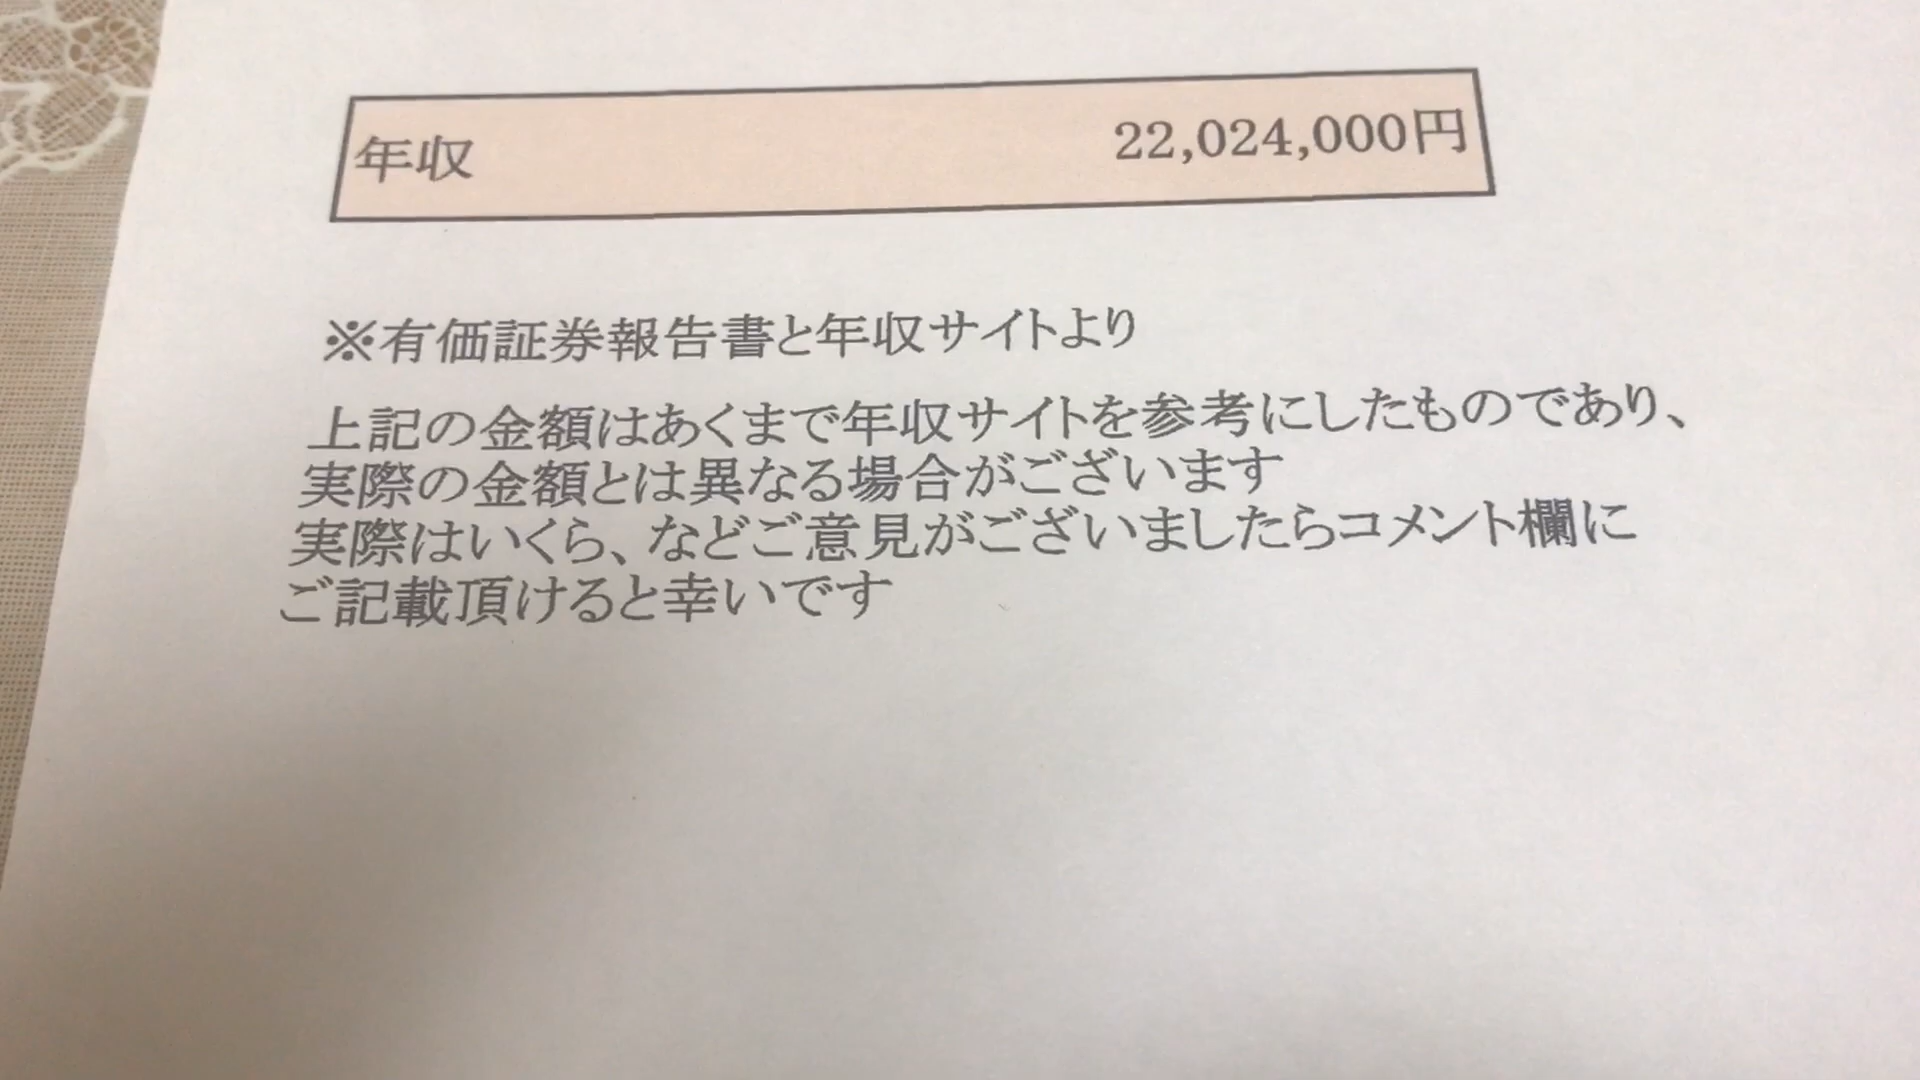 年収 22,024,000円
※有価証券報告書と年収サイトより
上記の金額はあくまで年収サイトを参考にしたものであり、
実際の金額とは異なる場合がございます
実際はいくら、などご意見がございましたらコメント欄に
ご記載頂けると幸いです